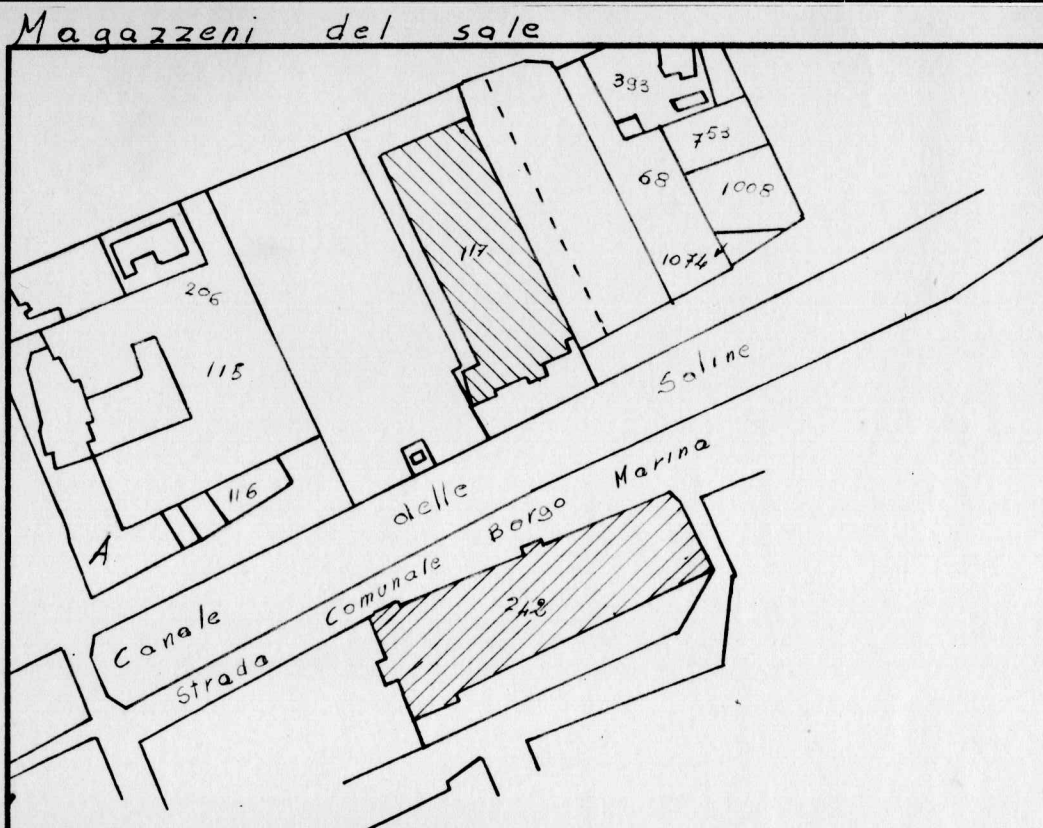 Magazzeni del sale
393
753
68
1008
117
1074
206
115
116
A
Canale delle Saline
Strada Comunale Borgo Marina
242